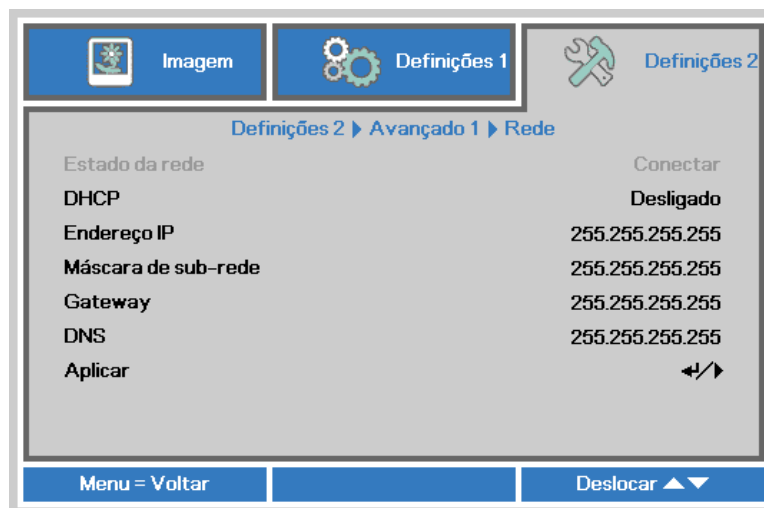 Imagem
Definições 1
Definições 2
Definições 2 ▶ Avançado 1 ▶ Rede
Estado da rede Conectar
DHCP Desligado
Endereço IP 255.255.255.255
Máscara de sub-rede 255.255.255.255
Gateway 255.255.255.255
DNS 255.255.255.255
Aplicar ↵/▶
Menu = Voltar
Deslocar ▲▼